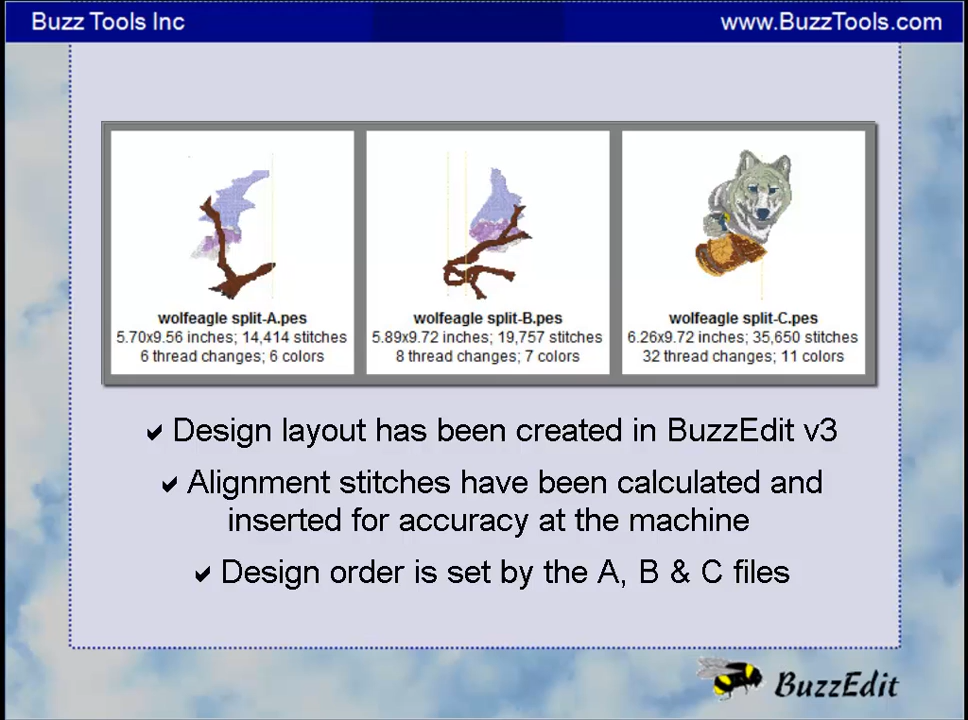 Buzz Tools Inc
www.BuzzTools.com
wolfeagle split-A.pes
5.70x9.56 inches; 14,414 stitches
6 thread changes; 6 colors
wolfeagle split-B.pes
5.89x9.72 inches; 19,757 stitches
8 thread changes; 7 colors
wolfeagle split-C.pes
6.26x9.72 inches; 35,650 stitches
32 thread changes; 11 colors
Design layout has been created in BuzzEdit v3
Alignment stitches have been calculated and
inserted for accuracy at the machine
Design order is set by the A, B & C files
BuzzEdit